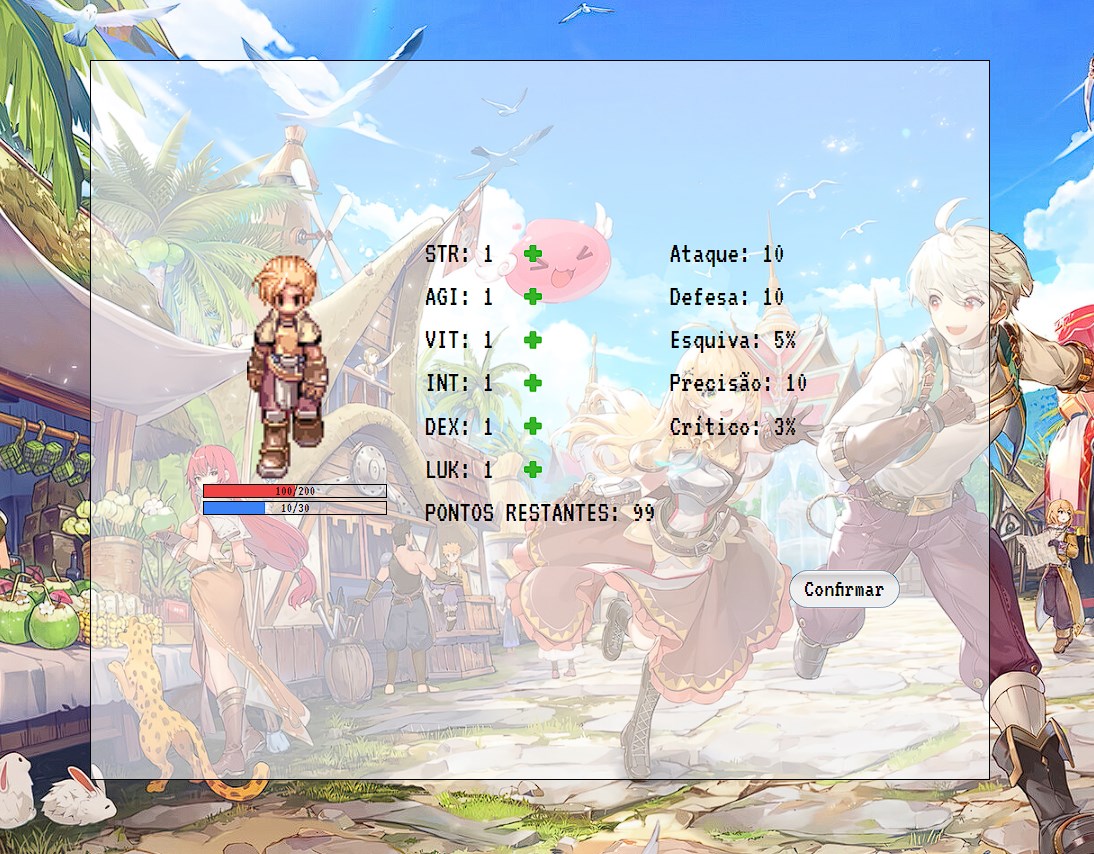 STR: 1
AGI: 1
VIT: 1
INT: 1
DEX: 1
LUK: 1
PONTOS RESTANTES: 99
Ataque: 10
Defesa: 10
Esquiva: 5%
Precisão: 10
Crítico: 3%
100/200
10/30
Confirmar